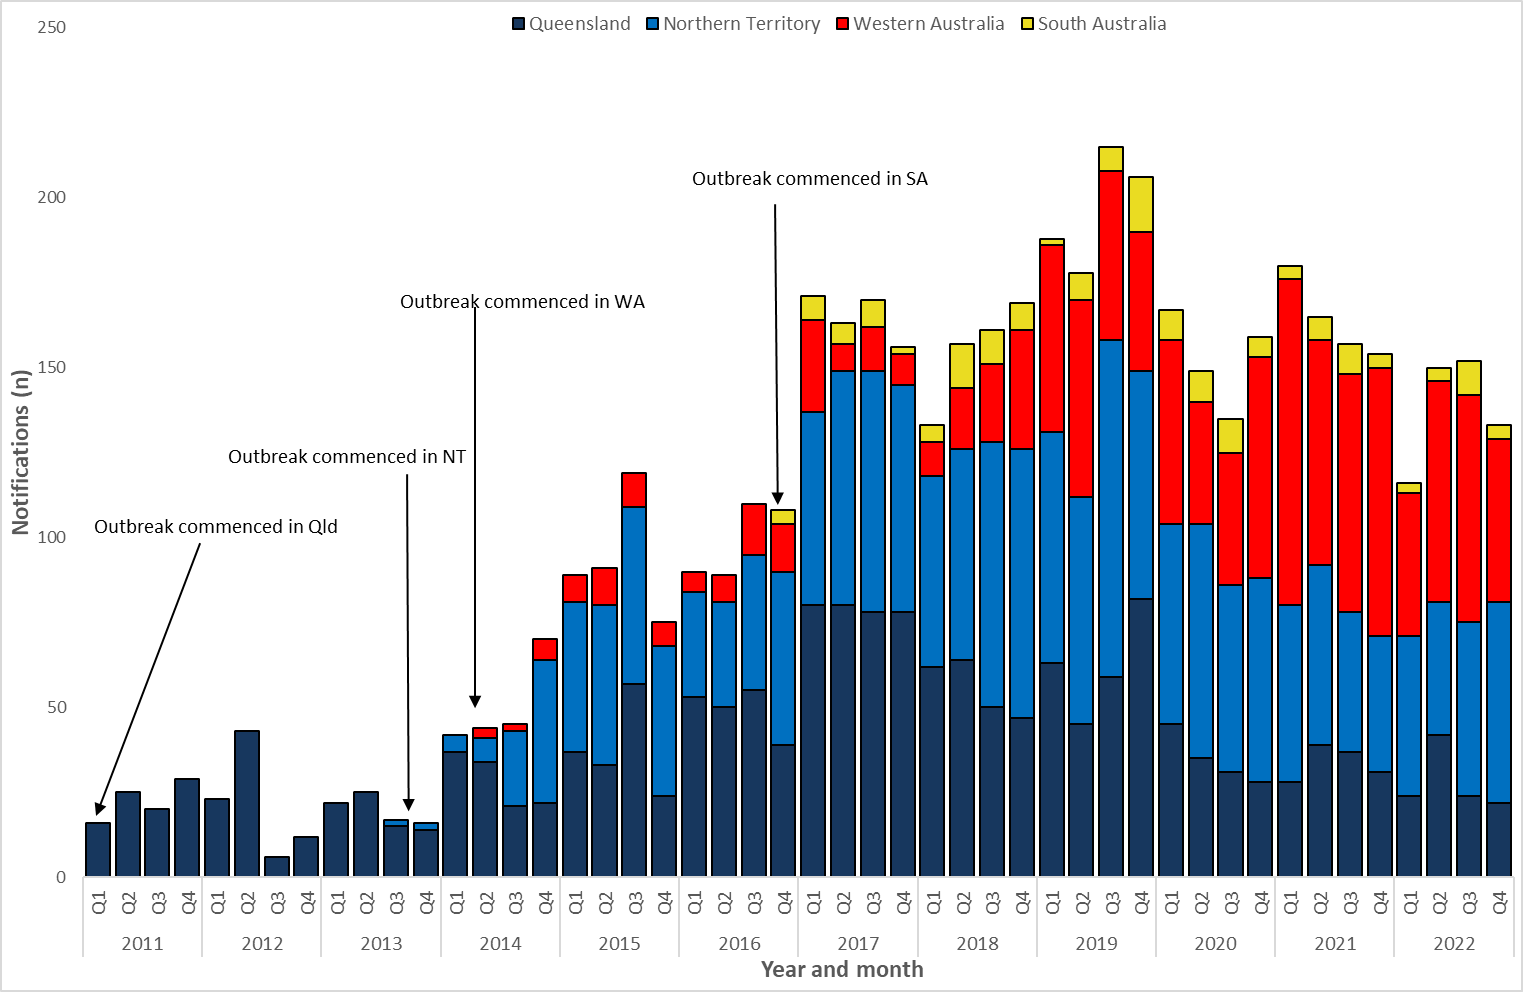 250
Queensland Northern Territory Western Australia South Australia
200
Outbreak commenced in SA
Outbreak commenced in WA
150
Notifications (n)
Outbreak commenced in NT
Outbreak commenced in Qld
100
50
0
Q1 Q2 Q3 Q4 Q1 Q2 Q3 Q4 Q1 Q2 Q3 Q4 Q1 Q2 Q3 Q4 Q1 Q2 Q3 Q4 Q1 Q2 Q3 Q4 Q1 Q2 Q3 Q4 Q1 Q2 Q3 Q4 Q1 Q2 Q3 Q4 Q1 Q2 Q3 Q4 Q1 Q2 Q3 Q4 Q1 Q2 Q3 Q4
2011 2012 2013 2014 2015 2016 2017 2018 2019 2020 2021 2022
Year and month